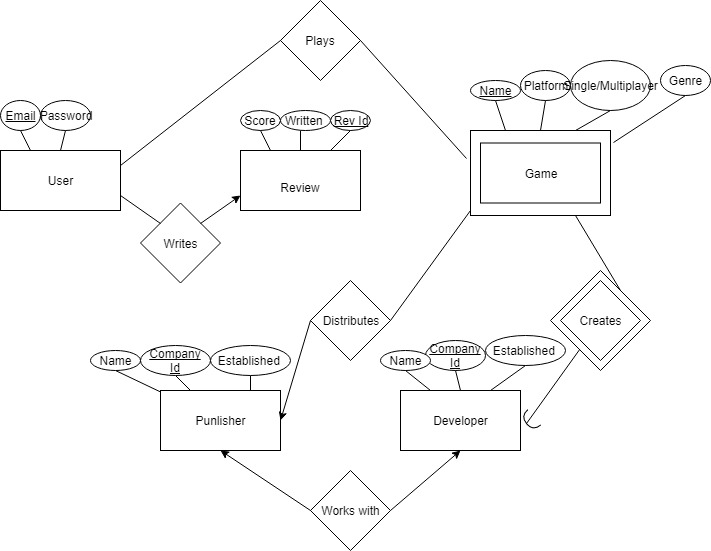 Plays
Email
Password
Score
Written
Rev Id
Name
Platform
Single/Multiplayer
Genre
User
Review
Game
Writes
Distributes
Creates
Name
Company
Id
Established
Name
Company
Id
Established
Punlisher
Developer
Works with